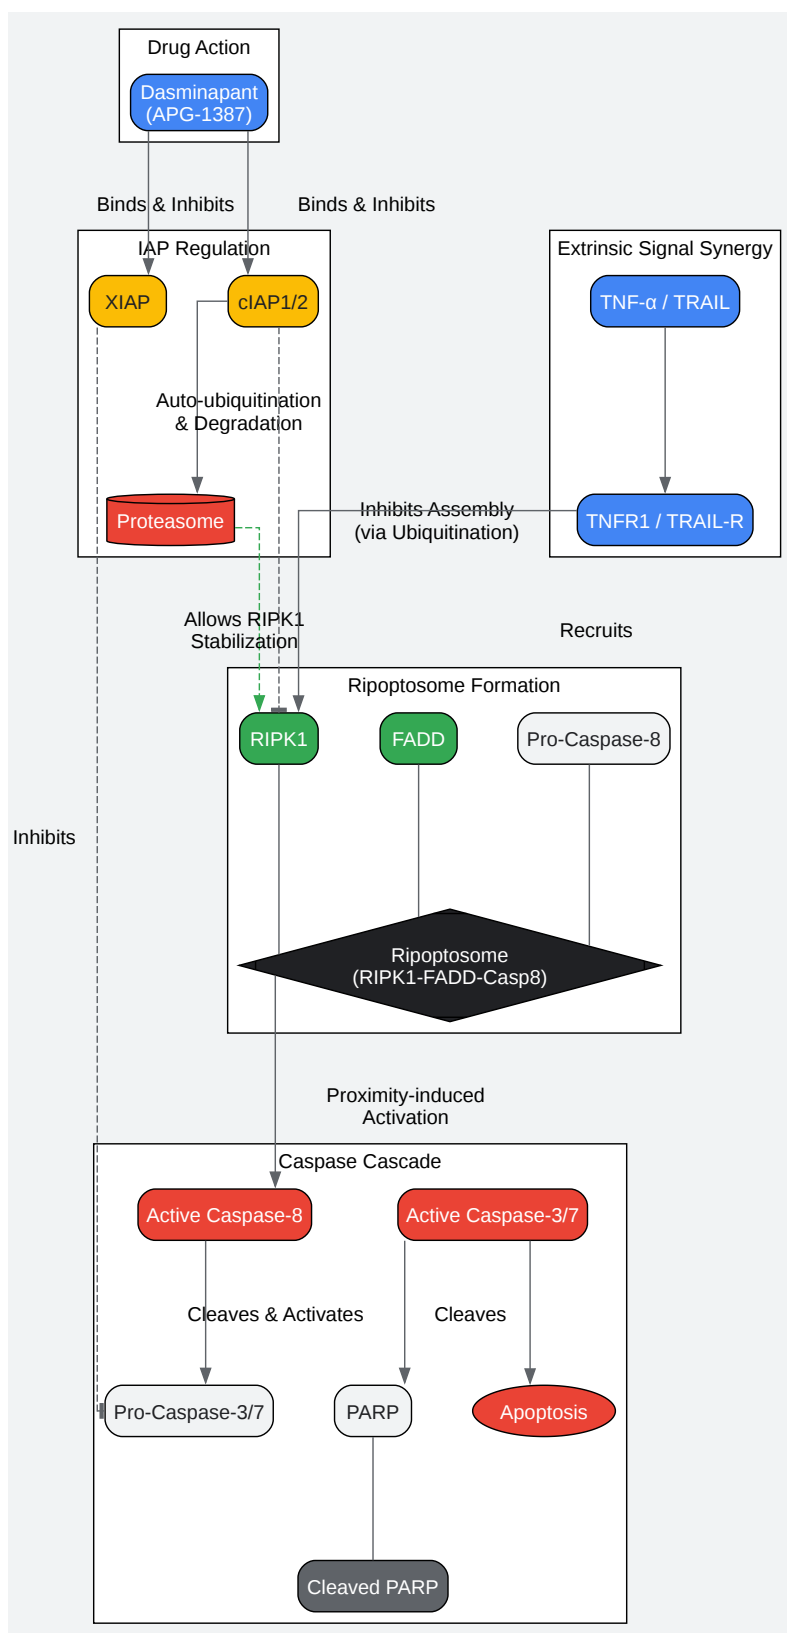 Drug Action
Dasminapant
(APG-1387)
Binds & Inhibits
Binds & Inhibits
IAP Regulation
Extrinsic Signal Synergy
XIAP
cIAP1/2
TNF-α / TRAIL
Auto-ubiquitination
& Degradation
Proteasome
Inhibits Assembly
(via Ubiquitination)
TNFR1 / TRAIL-R
Allows RIPK1
Stabilization
Recruits
Ripoptosome Formation
RIPK1
FADD
Pro-Caspase-8
Inhibits
Ripoptosome
(RIPK1-FADD-Casp8)
Proximity-induced
Activation
Caspase Cascade
Active Caspase-8
Active Caspase-3/7
Cleaves & Activates
Cleaves
Pro-Caspase-3/7
PARP
Apoptosis
Cleaved PARP